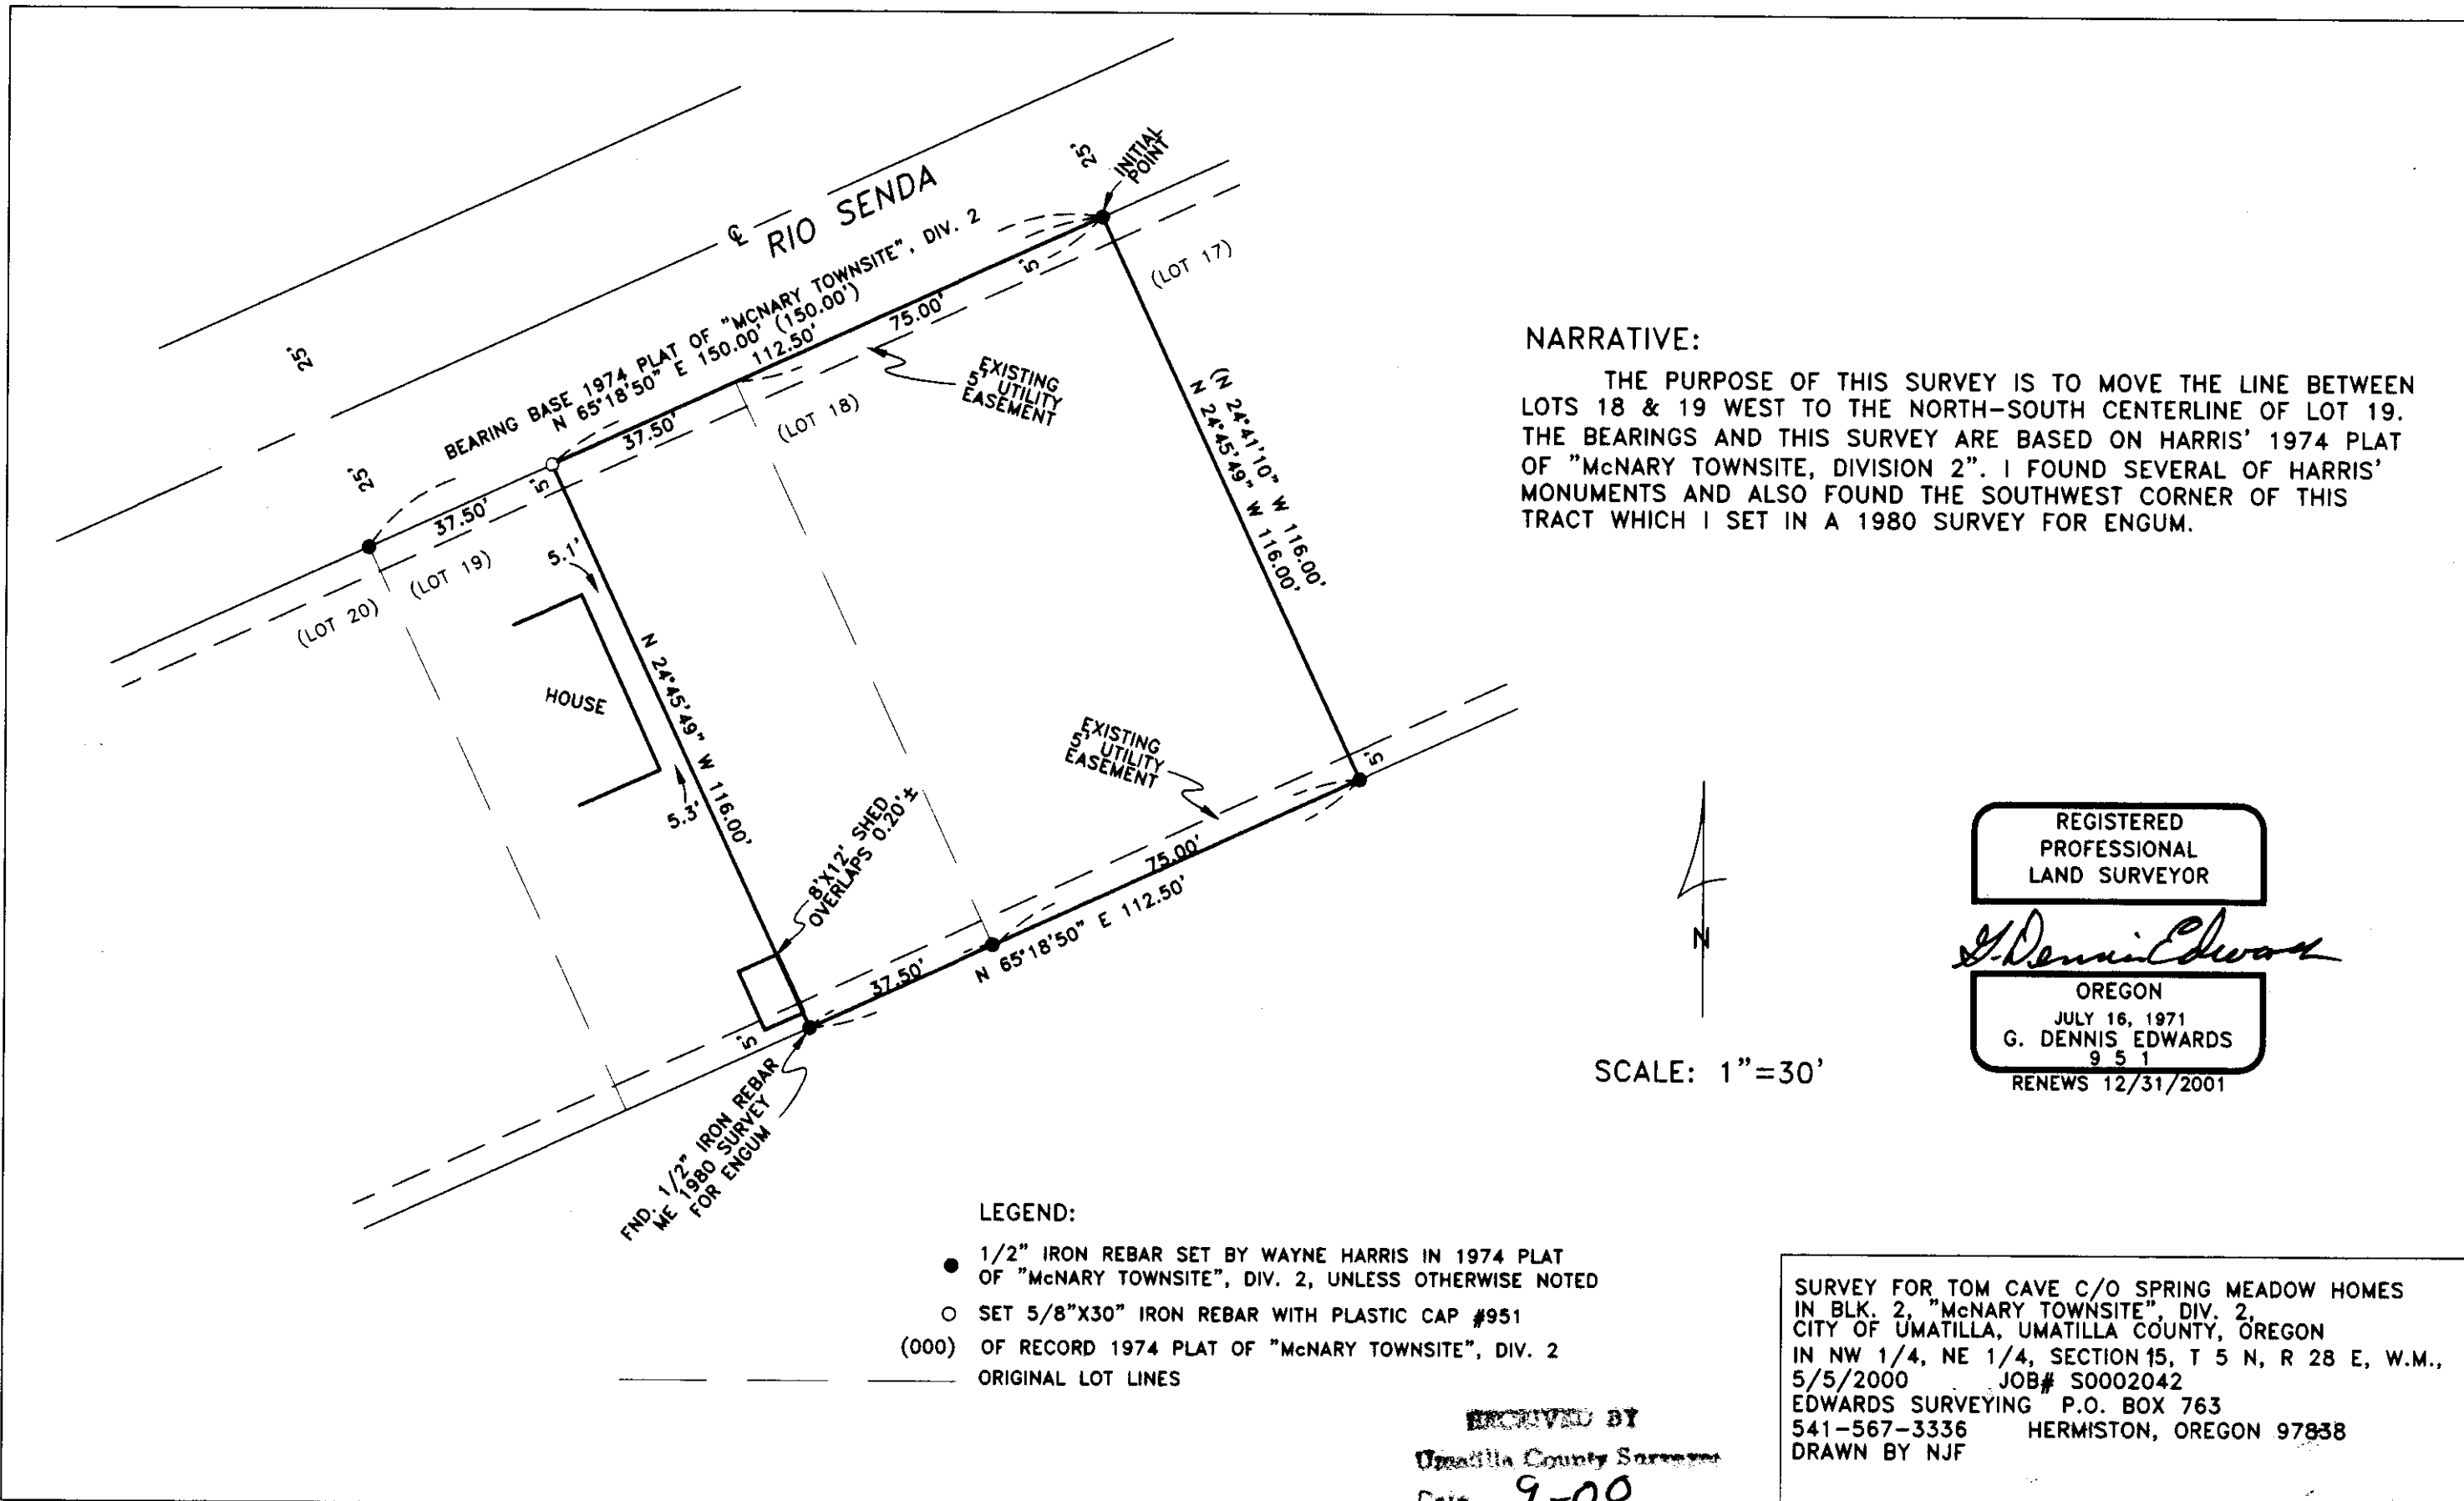 25'
INITIAL
POINT
℄
RIO SENDA
BEARING BASE 1974 PLAT OF "MCNARY TOWNSITE", DIV. 2
N 65°18'50" E 150.00' (150.00')
112.50'
75.00'
37.50'
5'
(LOT 17)
25'
25'
EXISTING
5' UTILITY
EASEMENT
(LOT 18)
37.50'
5'
(LOT 19)
(LOT 20)
5.1'
(N 24°41'10" W 116.00'
N 24°45'49" W 116.00'
HOUSE
N 24°45'49" W 116.00'
5.3'
8'X12' SHED
OVERLAPS 0.20'±
EXISTING
5' UTILITY
EASEMENT
5'
75.00'
N 65°18'50" E 112.50'
37.50'
5'
FND. 1/2" IRON REBAR
ME 1980 SURVEY
FOR ENGUM
NARRATIVE:
THE PURPOSE OF THIS SURVEY IS TO MOVE THE LINE BETWEEN
LOTS 18 & 19 WEST TO THE NORTH-SOUTH CENTERLINE OF LOT 19.
THE BEARINGS AND THIS SURVEY ARE BASED ON HARRIS' 1974 PLAT
OF "McNARY TOWNSITE, DIVISION 2". I FOUND SEVERAL OF HARRIS'
MONUMENTS AND ALSO FOUND THE SOUTHWEST CORNER OF THIS
TRACT WHICH I SET IN A 1980 SURVEY FOR ENGUM.
N
SCALE: 1"=30'
REGISTERED
PROFESSIONAL
LAND SURVEYOR
G. Dennis Edwards
OREGON
JULY 16, 1971
G. DENNIS EDWARDS
9 5 1
RENEWS 12/31/2001
LEGEND:
1/2" IRON REBAR SET BY WAYNE HARRIS IN 1974 PLAT
OF "McNARY TOWNSITE", DIV. 2, UNLESS OTHERWISE NOTED
SET 5/8"X30" IRON REBAR WITH PLASTIC CAP #951
(000) OF RECORD 1974 PLAT OF "McNARY TOWNSITE", DIV. 2
ORIGINAL LOT LINES
RECEIVED BY
Umatilla County Surveyor
Date 9-00
SURVEY FOR TOM CAVE C/O SPRING MEADOW HOMES
IN BLK. 2, "McNARY TOWNSITE", DIV. 2,
CITY OF UMATILLA, UMATILLA COUNTY, OREGON
IN NW 1/4, NE 1/4, SECTION 15, T 5 N, R 28 E, W.M.,
5/5/2000 JOB# S0002042
EDWARDS SURVEYING P.O. BOX 763
541-567-3336 HERMISTON, OREGON 97838
DRAWN BY NJF